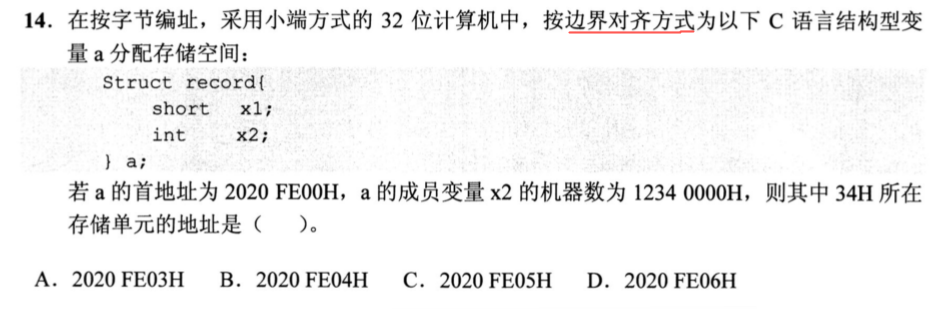 14. 在按字节编址，采用小端方式的 32 位计算机中，按边界对齐方式为以下 C 语言结构型变
量 a 分配存储空间：
Struct record{
short x1;
int x2;
} a;
若 a 的首地址为 2020 FE00H，a 的成员变量 x2 的机器数为 1234 0000H，则其中 34H 所在
存储单元的地址是（ ）。
A. 2020 FE03H B. 2020 FE04H C. 2020 FE05H D. 2020 FE06H